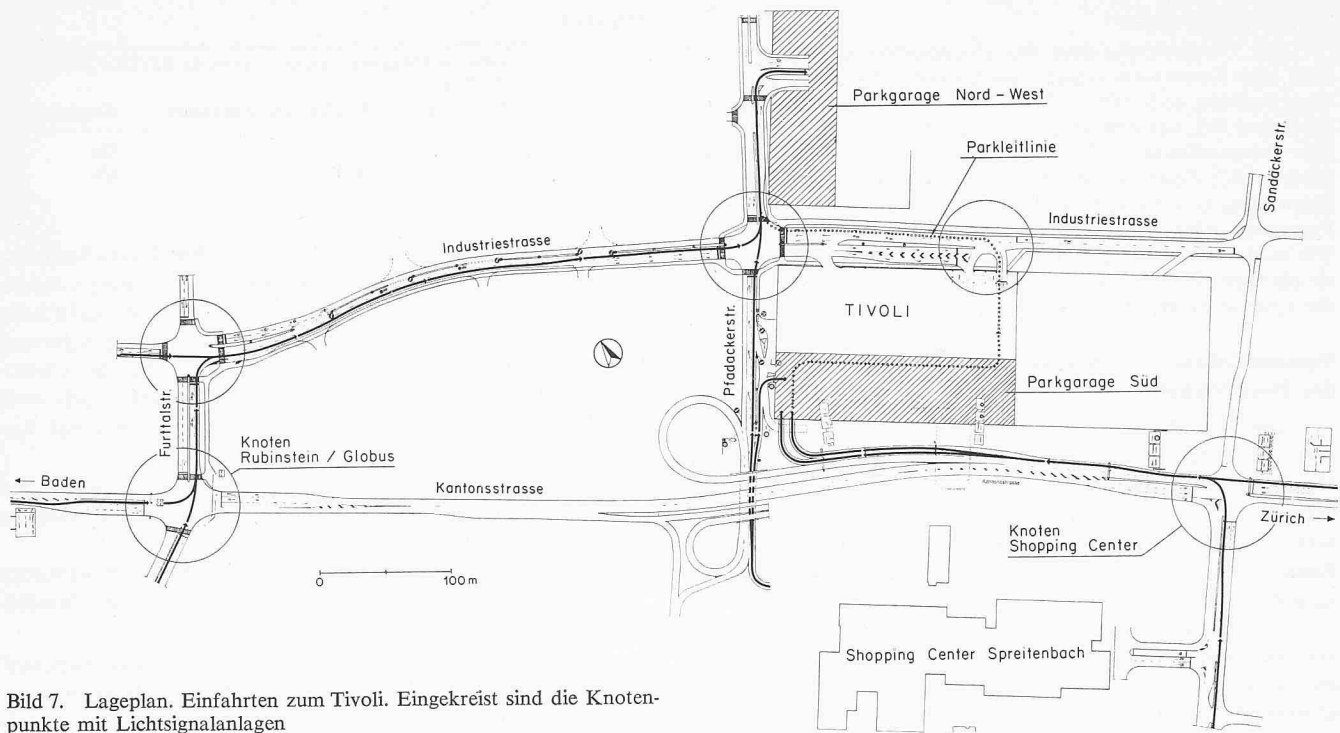 Parkgarage Nord-West
Parkleitlinie
Sandäckerstr.
Industriestrasse
Industriestrasse
TIVOLI
Pfadackerstr.
Parkgarage Süd
Furttalstr.
Knoten
Rubinstein / Globus
← Baden
Kantonsstrasse
Kantonsstrasse
Zürich →
Knoten
Shopping Center
0 100m
Shopping Center Spreitenbach
Bild 7. Lageplan. Einfahrten zum Tivoli. Eingekreist sind die Knoten-
punkte mit Lichtsignalanlagen